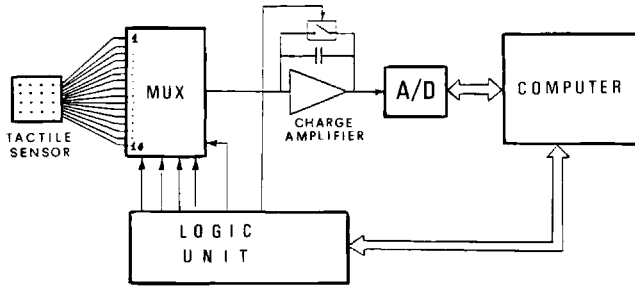 1
14
TACTILE
SENSOR
MUX
CHARGE
AMPLIFIER
A/D
COMPUTER
LOGIC
UNIT